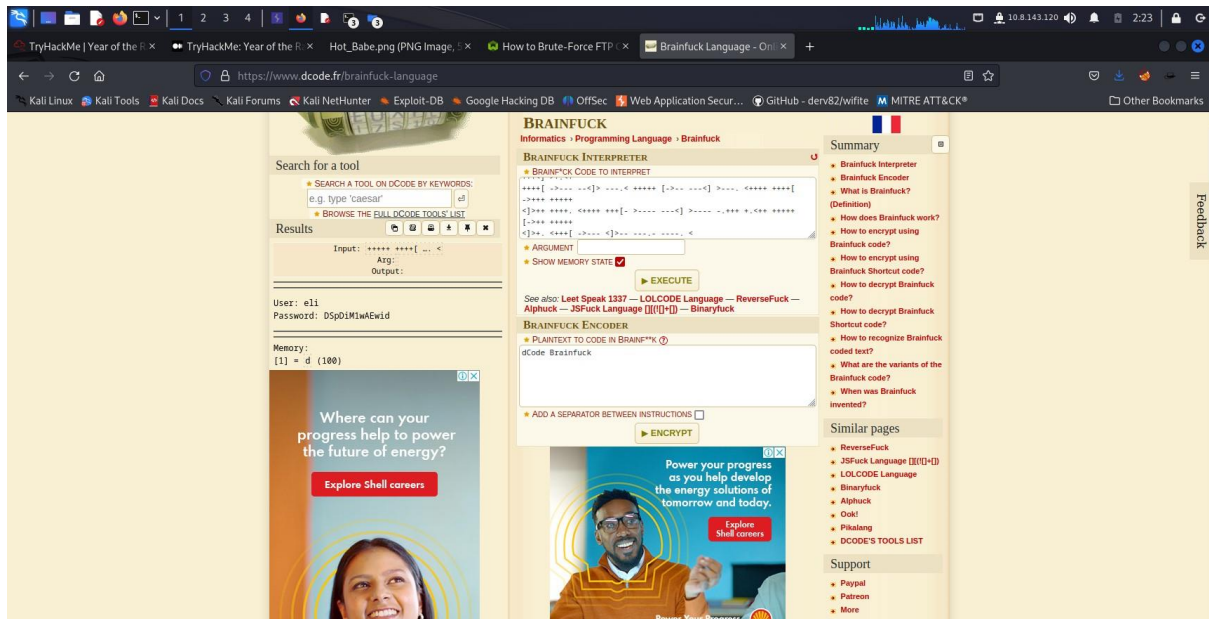 1 2 3 4
10.8.143.120
2:23
TryHackMe | Year of the R
TryHackMe: Year of the R
Hot_Babe.png (PNG Image, 5
How to Brute-Force FTP
Brainfuck Language - Onl
https://www.dcode.fr/brainfuck-language
Kali Linux
Kali Tools
Kali Docs
Kali Forums
Kali NetHunter
Exploit-DB
Google Hacking DB
OffSec
Web Application Secur...
GitHub - derv82/wifite
MITRE ATT&CK®
Other Bookmarks
Search for a tool
SEARCH A TOOL ON DCODE BY KEYWORDS:
e.g. type 'caesar'
BROWSE THE FULL DCODE TOOLS' LIST
Results
Input: +++++ ++++[ …. <
Arg:
Output:
User: eli
Password: DSpDiM1wAEwid
Memory:
[1] = d (100)
Where can your
progress help to power
the future of energy?
Explore Shell careers
BRAINFUCK
Informatics › Programming Language › Brainfuck
BRAINFUCK INTERPRETER
BRAINF*CK CODE TO INTERPRET
++++[ ->--- --<]> ---.< +++++ [->-- ---<] >---. <++++ ++++[
->+++ +++++
<]>++ ++++. <++++ +++[- >---- ---<] >---- -.+++ +.<++ +++++
[->++ +++++
<]>+. <+++[ ->--- <]>-- ---.- ----. <
ARGUMENT
SHOW MEMORY STATE
EXECUTE
See also: Leet Speak 1337 — LOLCODE Language — ReverseFuck —
Alphuck — JSFuck Language [][(![]+[]) — Binaryfuck
BRAINFUCK ENCODER
PLAINTEXT TO CODE IN BRAINF**K
dCode Brainfuck
ADD A SEPARATOR BETWEEN INSTRUCTIONS
ENCRYPT
Power your progress
as you help develop
the energy solutions of
tomorrow and today.
Explore
Shell careers
Power Your Progress
Summary
Brainfuck Interpreter
Brainfuck Encoder
What is Brainfuck?
(Definition)
How does Brainfuck work?
How to encrypt using
Brainfuck code?
How to encrypt using
Brainfuck Shortcut code?
How to decrypt Brainfuck
code?
How to decrypt Brainfuck
Shortcut code?
How to recognize Brainfuck
coded text?
What are the variants of the
Brainfuck code?
When was Brainfuck
invented?
Similar pages
ReverseFuck
JSFuck Language [][(![]+[])
LOLCODE Language
Binaryfuck
Alphuck
Ook!
Pikalang
DCODE'S TOOLS LIST
Support
Paypal
Patreon
More
Feedback